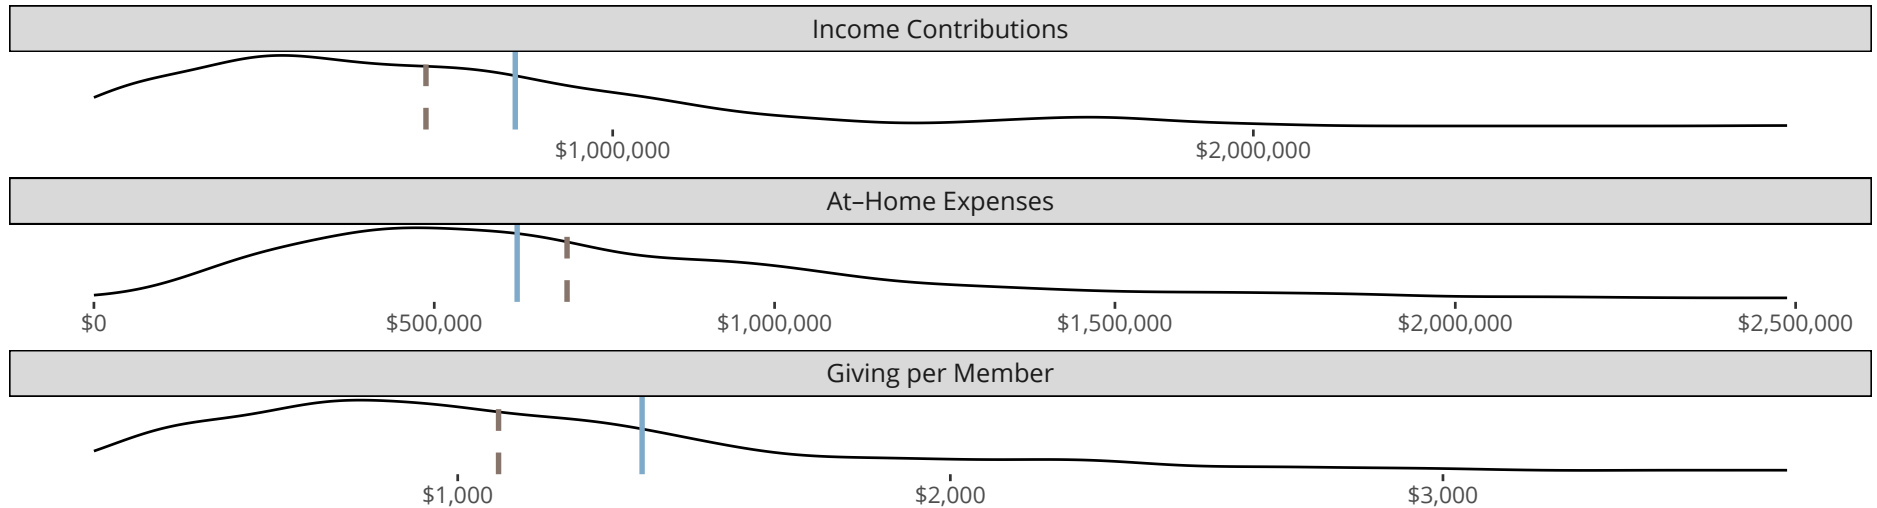 Income Contributions
$1,000,000 $2,000,000
At–Home Expenses
$0 $500,000 $1,000,000 $1,500,000 $2,000,000 $2,500,000
Giving per Member
$1,000 $2,000 $3,000